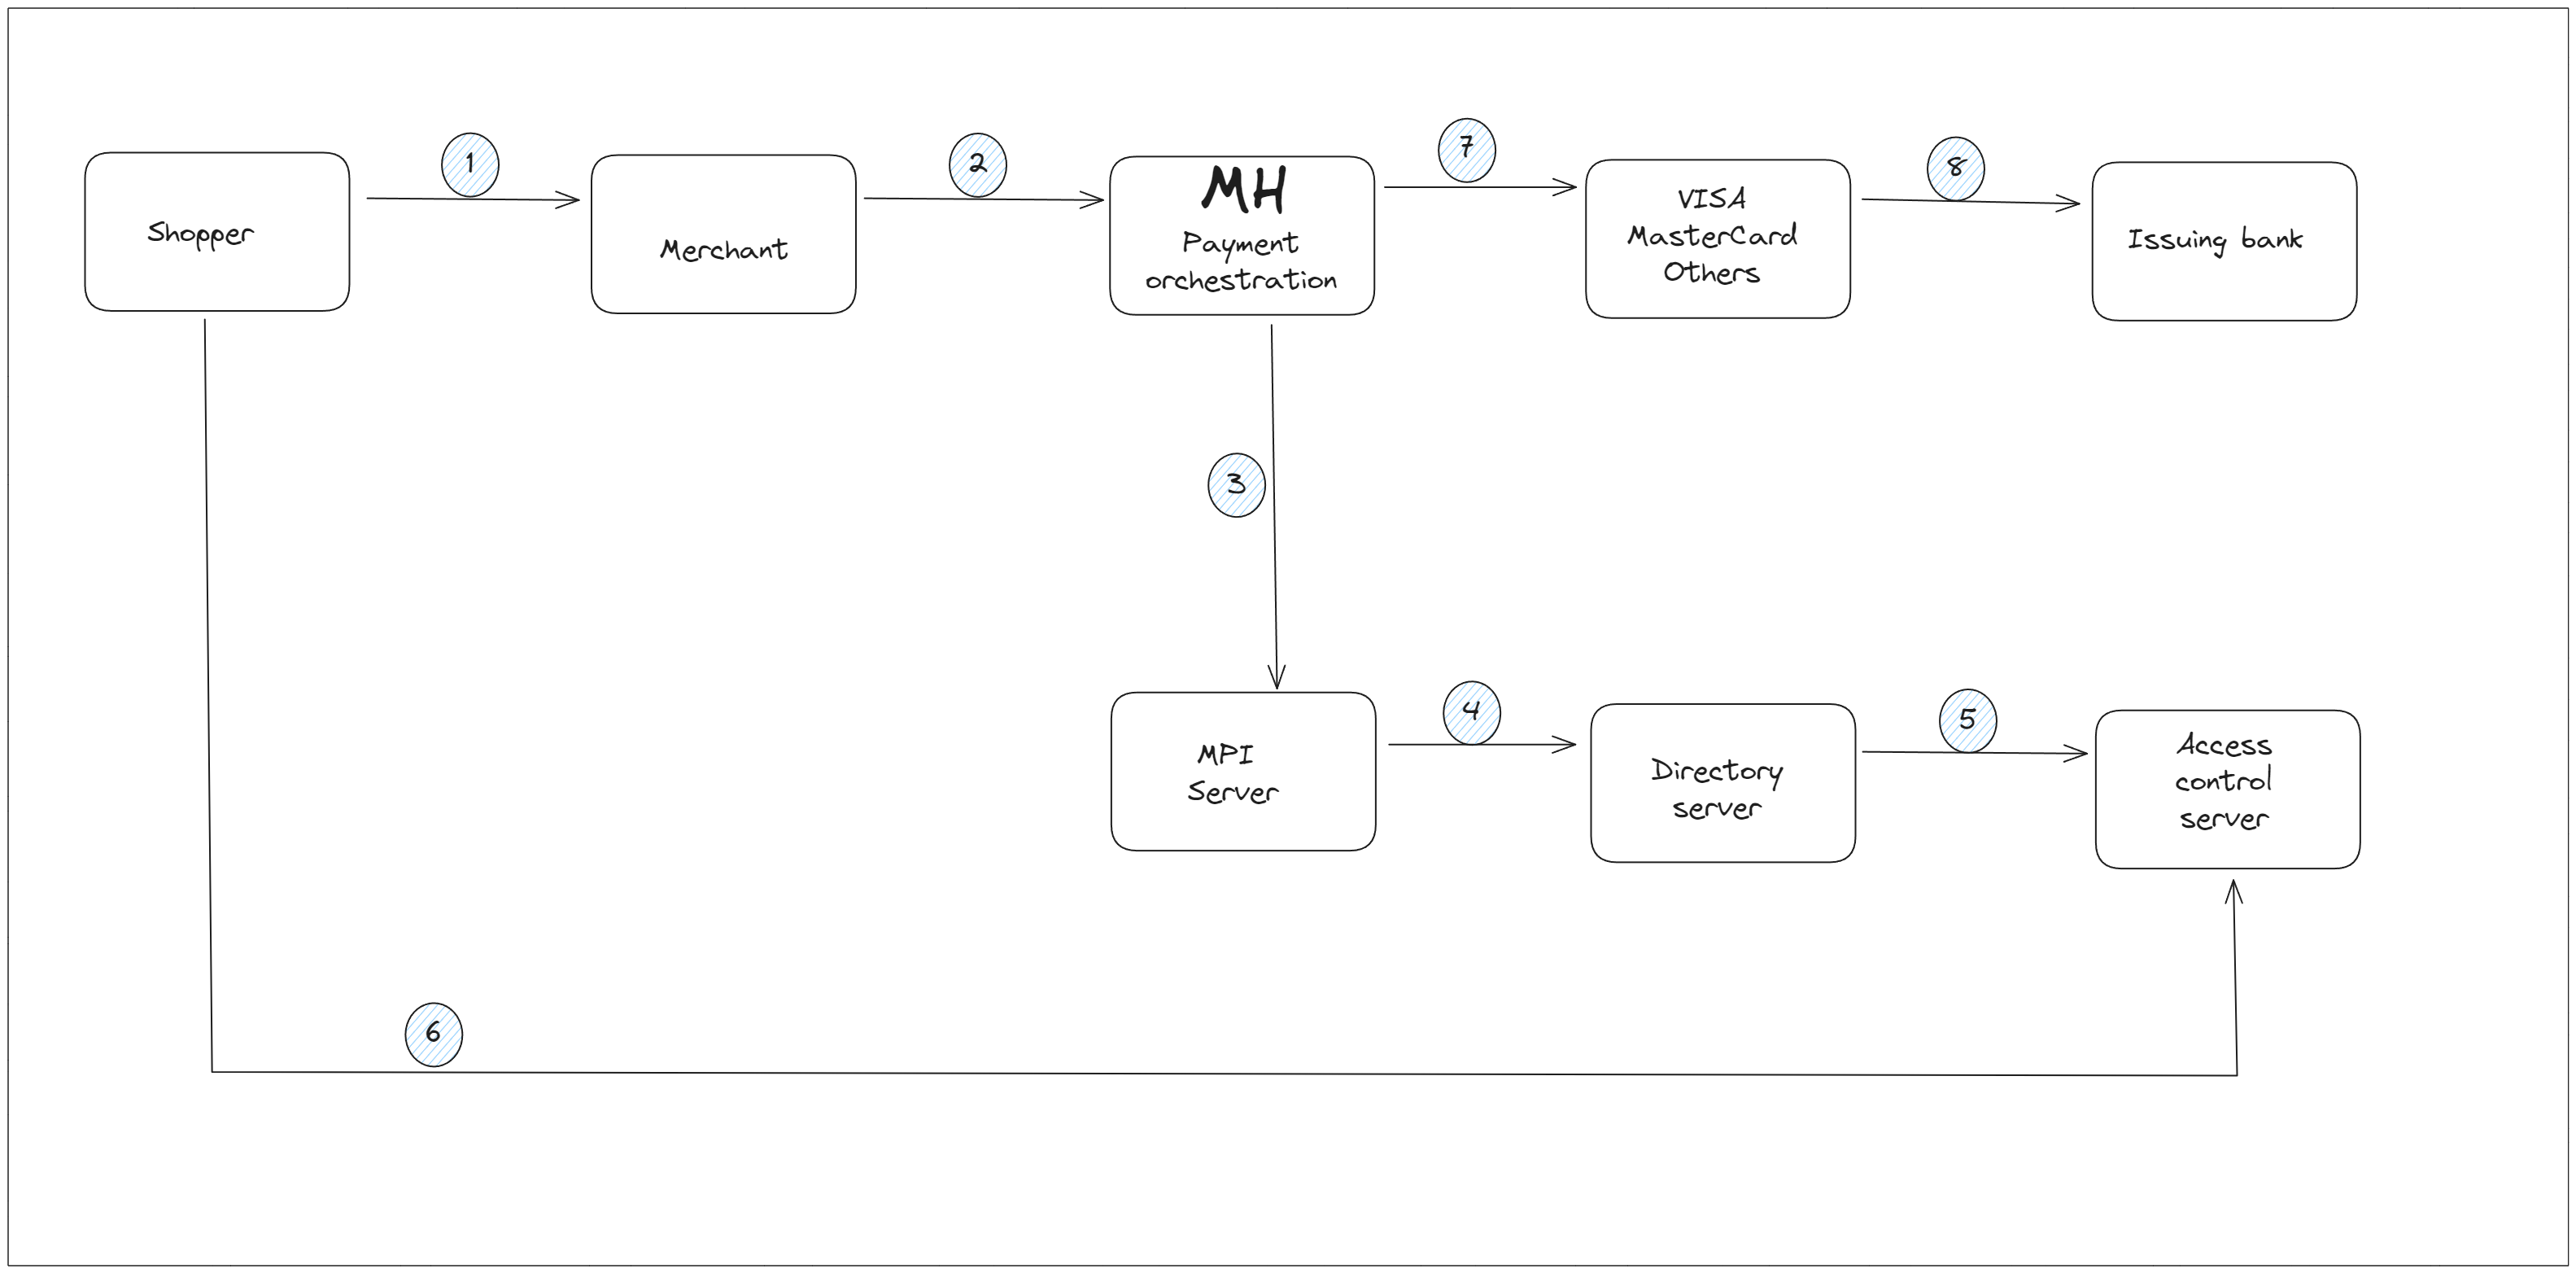 1
2
7
8
Shopper
Merchant
MH
Payment
orchestration
VISA
MasterCard
Others
Issuing bank
3
4
5
MPI
Server
Directory
server
Access
control
server
6